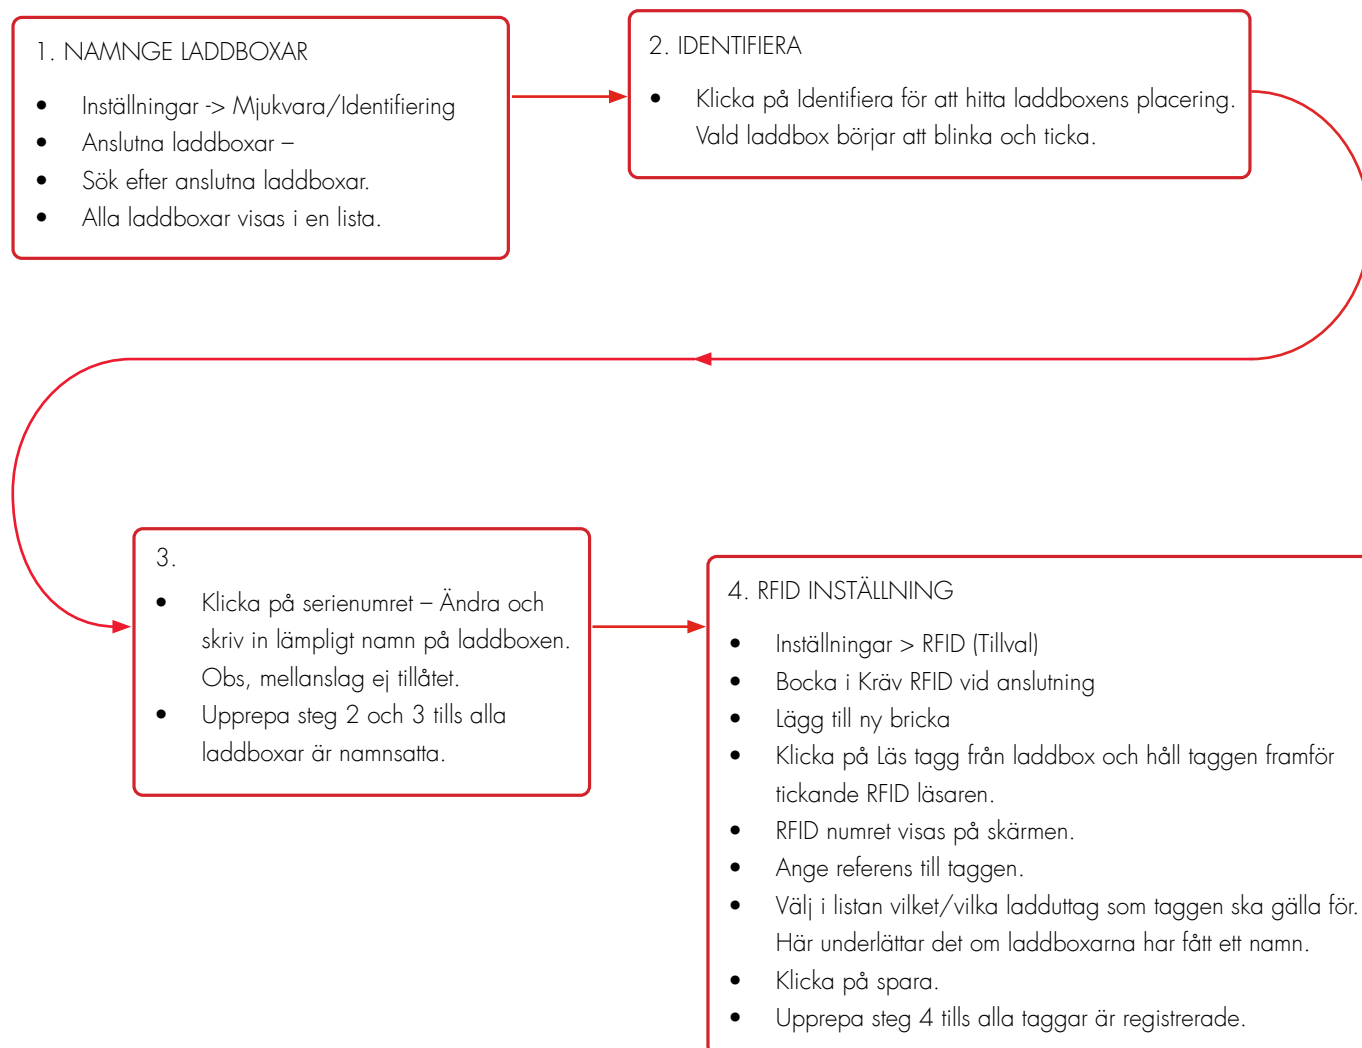 1. NAMNGE LADDBOXAR
• Inställningar -> Mjukvara/Identifiering
• Anslutna laddboxar –
• Sök efter anslutna laddboxar.
• Alla laddboxar visas i en lista.
2. IDENTIFIERA
• Klicka på Identifiera för att hitta laddboxens placering.
Vald laddbox börjar att blinka och ticka.
3.
• Klicka på serienumret – Ändra och
skriv in lämpligt namn på laddboxen.
Obs, mellanslag ej tillåtet.
• Upprepa steg 2 och 3 tills alla
laddboxar är namnsatta.
4. RFID INSTÄLLNING
• Inställningar > RFID (Tillval)
• Bocka i Kräv RFID vid anslutning
• Lägg till ny bricka
• Klicka på Läs tagg från laddbox och håll taggen framför
tickande RFID läsaren.
• RFID numret visas på skärmen.
• Ange referens till taggen.
• Välj i listan vilket/vilka ladduttag som taggen ska gälla för.
Här underlättar det om laddboxarna har fått ett namn.
• Klicka på spara.
• Upprepa steg 4 tills alla taggar är registrerade.